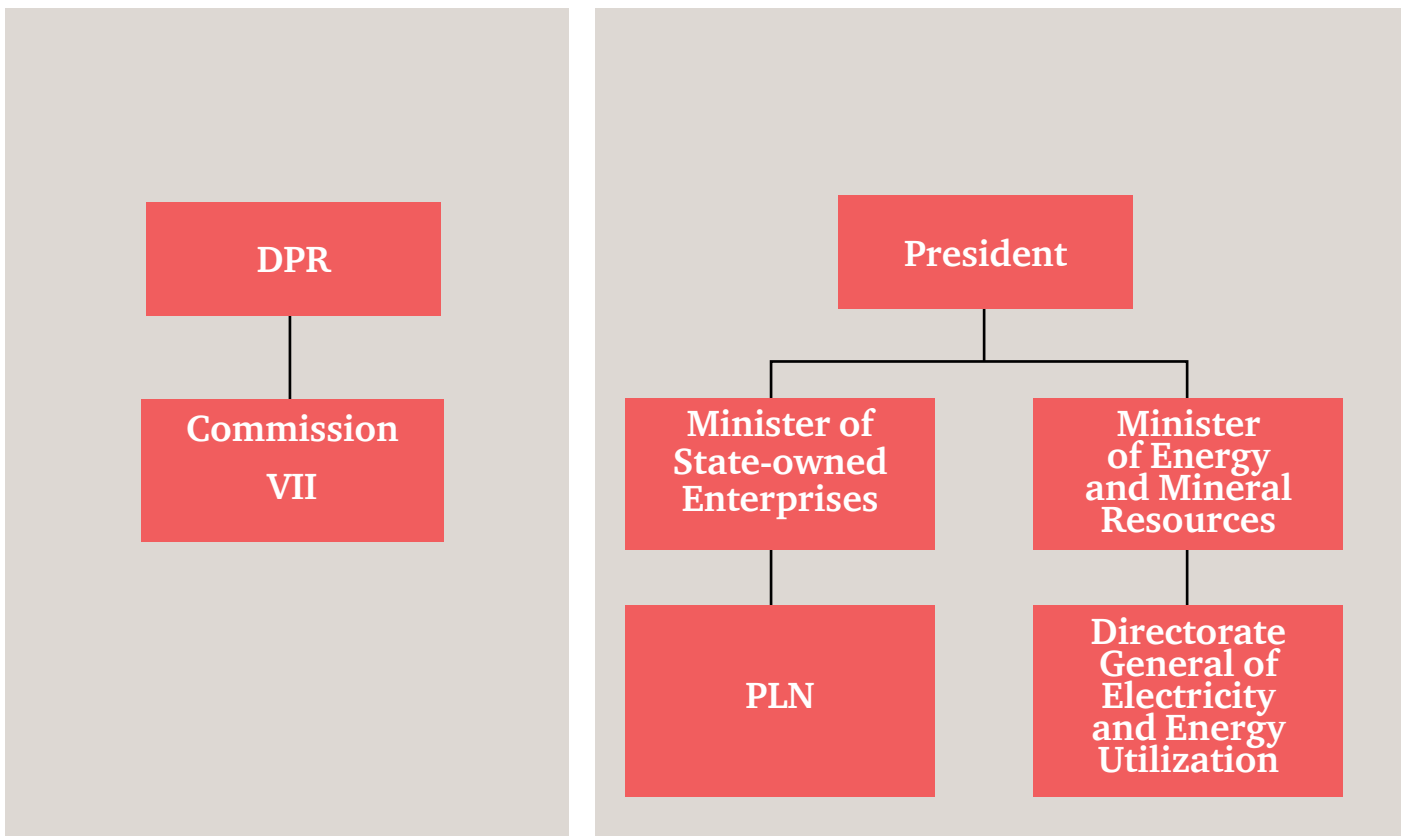 DPR
Commission
VII
President
Minister of
State-owned
Enterprises
Minister
of Energy
and Mineral
Resources
PLN
Directorate
General of
Electricity
and Energy
Utilization